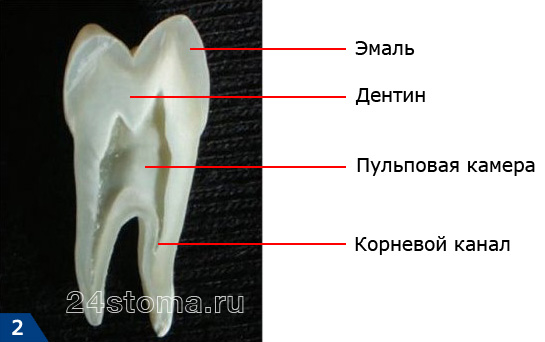 Эмаль
Дентин
Пульповая камера
Корневой канал
24stoma.ru
2